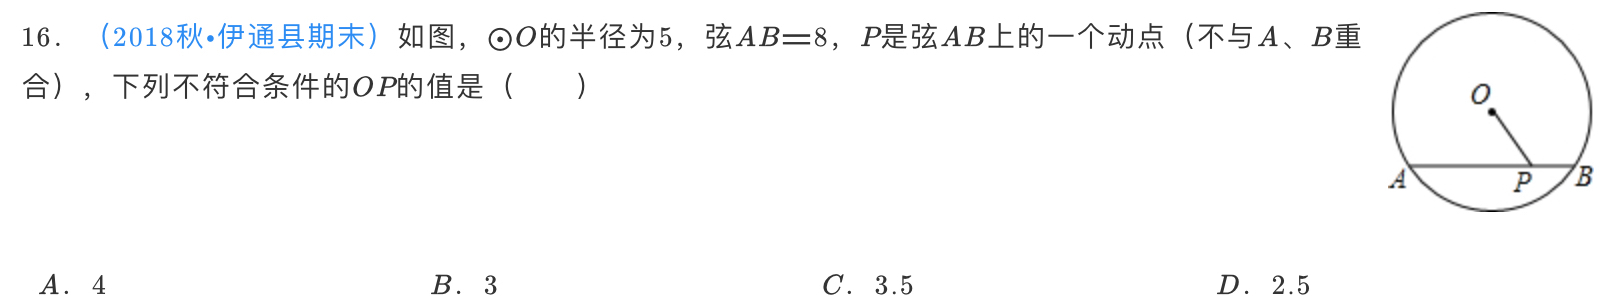 16. （2018秋•伊通县期末）如图，⊙O的半径为5，弦AB=8，P是弦AB上的一个动点（不与A、B重
合），下列不符合条件的OP的值是（　　）
O
A
P
B
A. 4　B. 3　C. 3.5　D. 2.5